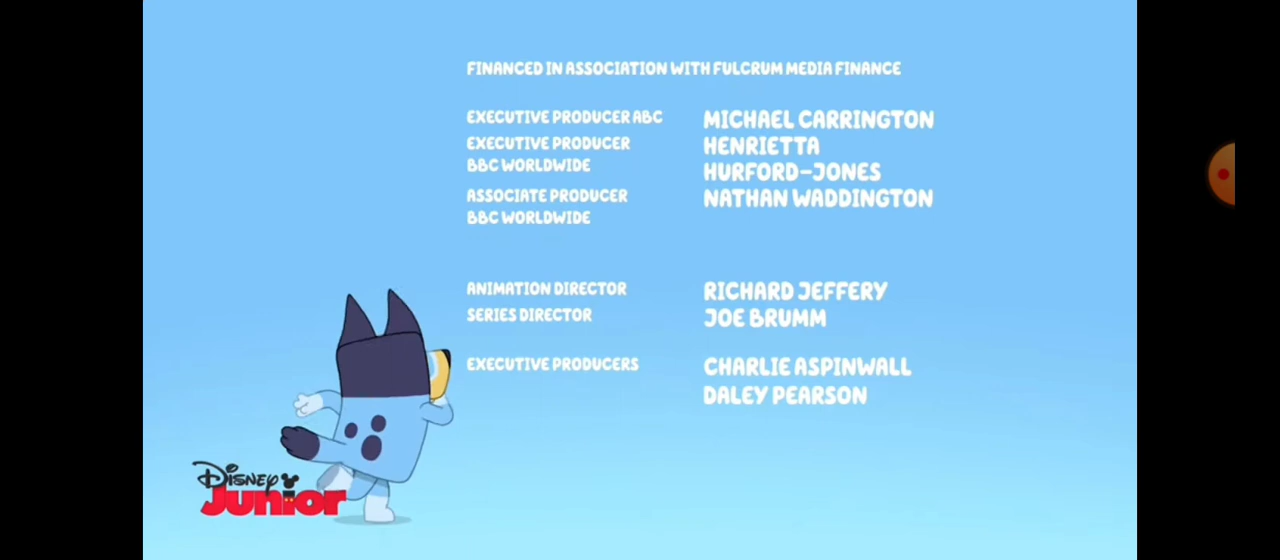 FINANCED IN ASSOCIATION WITH FULCRUM MEDIA FINANCE
EXECUTIVE PRODUCER ABC MICHAEL CARRINGTON
EXECUTIVE PRODUCER HENRIETTA
BBC WORLDWIDE HURFORD-JONES
ASSOCIATE PRODUCER NATHAN WADDINGTON
BBC WORLDWIDE
ANIMATION DIRECTOR RICHARD JEFFERY
SERIES DIRECTOR JOE BRUMM
EXECUTIVE PRODUCERS CHARLIE ASPINWALL
DALEY PEARSON
Disney
Junior